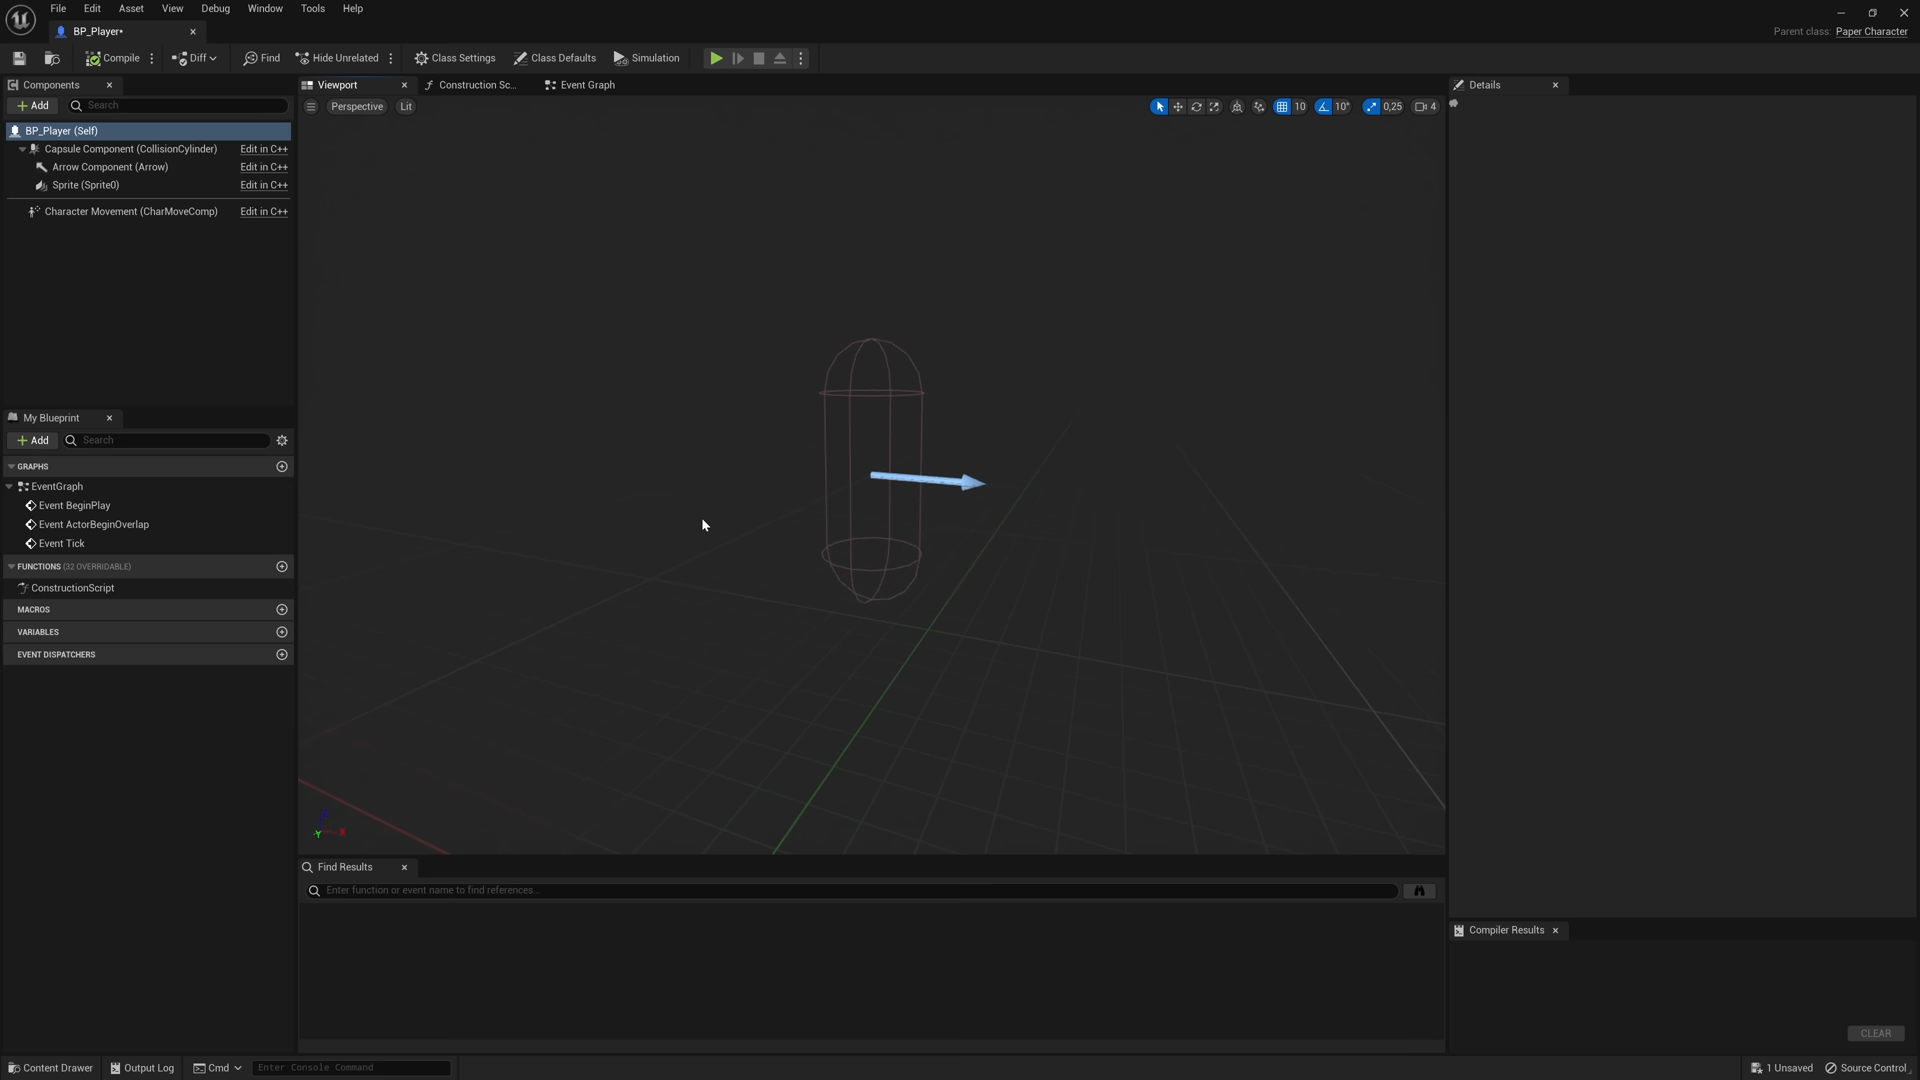 File Edit Asset View Debug Window Tools Help
BP_Player*
Parent class: Paper Character
Compile Diff Find Hide Unrelated Class Settings Class Defaults Simulation
Components
Add Search
BP_Player (Self)
Capsule Component (CollisionCylinder) Edit in C++
Arrow Component (Arrow) Edit in C++
Sprite (Sprite0) Edit in C++
Character Movement (CharMoveComp) Edit in C++
My Blueprint
Add Search
GRAPHS
EventGraph
Event BeginPlay
Event ActorBeginOverlap
Event Tick
FUNCTIONS (32 OVERRIDABLE)
ConstructionScript
MACROS
VARIABLES
EVENT DISPATCHERS
Viewport Construction Sc... Event Graph
Perspective Lit 10 10° 0,25 4
Z
Y X
Find Results
Enter function or event name to find references...
Details
Compiler Results
CLEAR
Content Drawer Output Log Cmd Enter Console Command 1 Unsaved Source Control